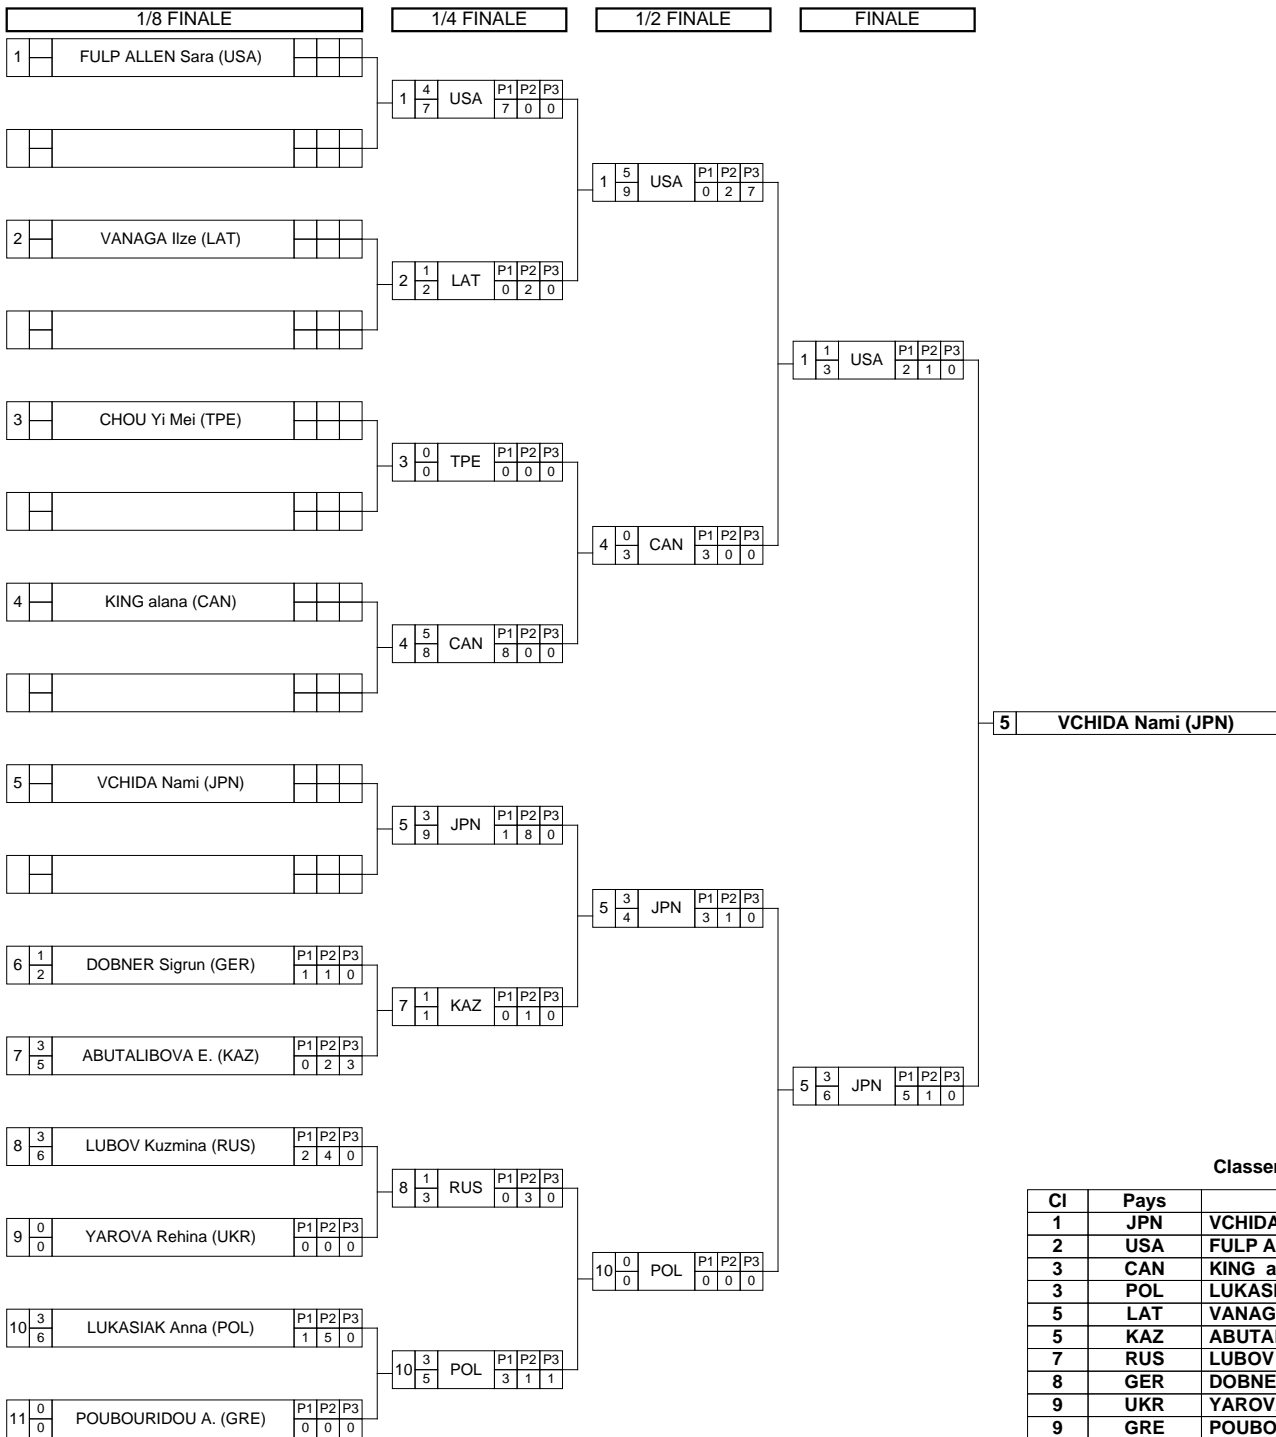 1/8 FINALE 1/4 FINALE 1/2 FINALE FINALE
1 FULP ALLEN Sara (USA)
1 4 7 USA P1 P2 P3 7 0 0
1 5 9 USA P1 P2 P3 0 2 7
2 VANAGA Ilze (LAT)
2 1 2 LAT P1 P2 P3 0 2 0
1 1 3 USA P1 P2 P3 2 1 0
3 CHOU Yi Mei (TPE)
3 0 0 TPE P1 P2 P3 0 0 0
4 0 3 CAN P1 P2 P3 3 0 0
4 KING alana (CAN)
4 5 8 CAN P1 P2 P3 8 0 0
5 VCHIDA Nami (JPN)
5 VCHIDA Nami (JPN)
5 3 9 JPN P1 P2 P3 1 8 0
5 3 4 JPN P1 P2 P3 3 1 0
6 1 2 DOBNER Sigrun (GER) P1 P2 P3 1 1 0
7 1 1 KAZ P1 P2 P3 0 1 0
7 3 5 ABUTALIBOVA E. (KAZ) P1 P2 P3 0 2 3
5 3 6 JPN P1 P2 P3 5 1 0
8 3 6 LUBOV Kuzmina (RUS) P1 P2 P3 2 4 0
8 1 3 RUS P1 P2 P3 0 3 0
9 0 0 YAROVA Rehina (UKR) P1 P2 P3 0 0 0
10 0 0 POL P1 P2 P3 0 0 0
10 3 6 LUKASIAK Anna (POL) P1 P2 P3 1 5 0
10 3 5 POL P1 P2 P3 3 1 1
11 0 0 POUBOURIDOU A. (GRE) P1 P2 P3 0 0 0
Classe
Cl Pays
1 JPN VCHIDA
2 USA FULP A
3 CAN KING a
3 POL LUKASI
5 LAT VANAG
5 KAZ ABUTA
7 RUS LUBOV
8 GER DOBNE
9 UKR YAROV
9 GRE POUBO